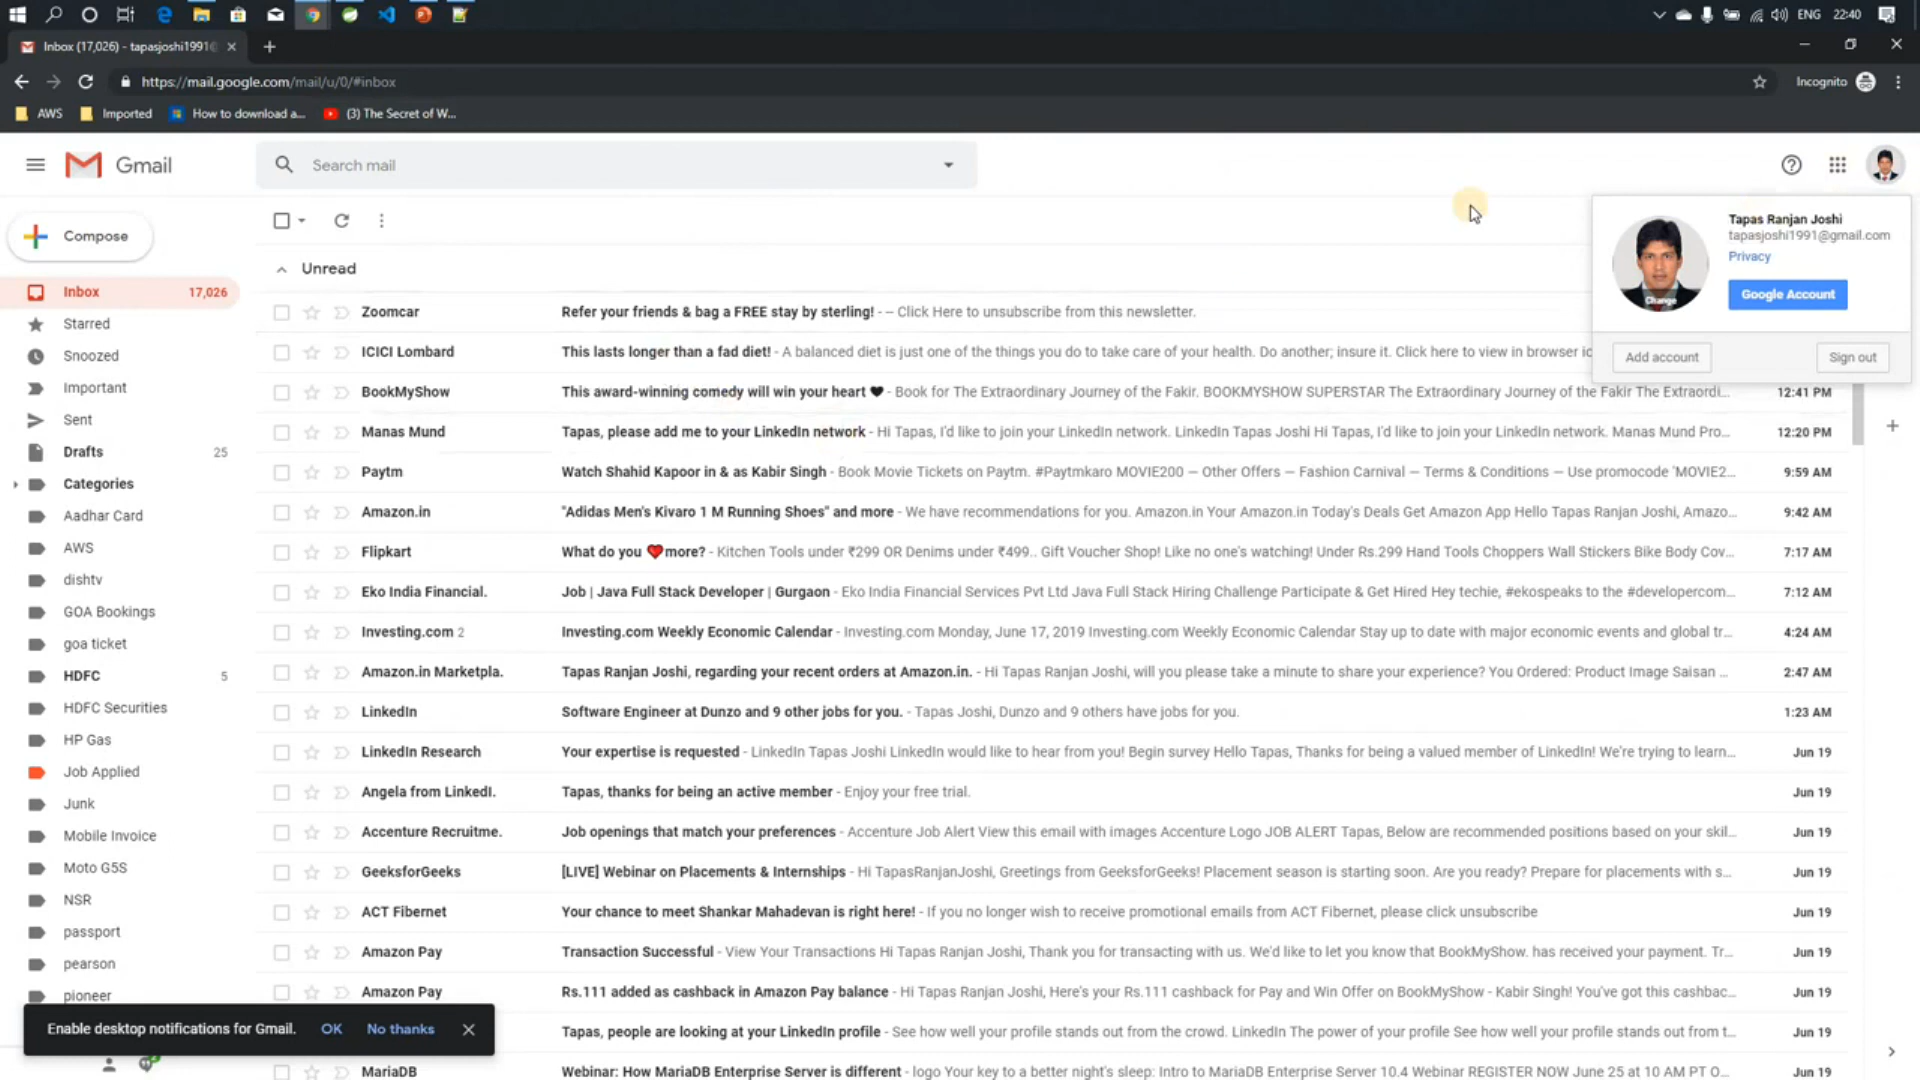 ENG 22:40
Inbox (17,026) - tapasjoshi1991@
https://mail.google.com/mail/u/0/#inbox
Incognito
AWS Imported How to download a... (3) The Secret of W...
Gmail
Search mail
Compose
Inbox 17,026
Starred
Snoozed
Important
Sent
Drafts 25
Categories
Aadhar Card
AWS
dishtv
GOA Bookings
goa ticket
HDFC 5
HDFC Securities
HP Gas
Job Applied
Junk
Mobile Invoice
Moto G5S
NSR
passport
pearson
pioneer
Unread
Zoomcar Refer your friends & bag a FREE stay by sterling! - -- Click Here to unsubscribe from this newsletter.
ICICI Lombard This lasts longer than a fad diet! - A balanced diet is just one of the things you do to take care of your health. Do another; insure it. Click here to view in browser ic
BookMyShow This award-winning comedy will win your heart 🖤 - Book for The Extraordinary Journey of the Fakir. BOOKMYSHOW SUPERSTAR The Extraordinary Journey of the Fakir The Extraordi... 12:41 PM
Manas Mund Tapas, please add me to your LinkedIn network - Hi Tapas, I'd like to join your LinkedIn network. LinkedIn Tapas Joshi Hi Tapas, I'd like to join your LinkedIn network. Manas Mund Pro... 12:20 PM
Paytm Watch Shahid Kapoor in & as Kabir Singh - Book Movie Tickets on Paytm. #Paytmkaro MOVIE200 — Other Offers — Fashion Carnival — Terms & Conditions — Use promocode 'MOVIE2... 9:59 AM
Amazon.in "Adidas Men's Kivaro 1 M Running Shoes" and more - We have recommendations for you. Amazon.in Your Amazon.in Today's Deals Get Amazon App Hello Tapas Ranjan Joshi, Amazo... 9:42 AM
Flipkart What do you ❤️more? - Kitchen Tools under ₹299 OR Denims under ₹499.. Gift Voucher Shop! Like no one's watching! Under Rs.299 Hand Tools Choppers Wall Stickers Bike Body Cov... 7:17 AM
Eko India Financial. Job | Java Full Stack Developer | Gurgaon - Eko India Financial Services Pvt Ltd Java Full Stack Hiring Challenge Participate & Get Hired Hey techie, #ekospeaks to the #developercom... 7:12 AM
Investing.com 2 Investing.com Weekly Economic Calendar - Investing.com Monday, June 17, 2019 Investing.com Weekly Economic Calendar Stay up to date with major economic events and global tr... 4:24 AM
Amazon.in Marketpla. Tapas Ranjan Joshi, regarding your recent orders at Amazon.in. - Hi Tapas Ranjan Joshi, will you please take a minute to share your experience? You Ordered: Product Image Saisan ... 2:47 AM
LinkedIn Software Engineer at Dunzo and 9 other jobs for you. - Tapas Joshi, Dunzo and 9 others have jobs for you. 1:23 AM
LinkedIn Research Your expertise is requested - LinkedIn Tapas Joshi LinkedIn would like to hear from you! Begin survey Hello Tapas, Thanks for being a valued member of LinkedIn! We're trying to learn... Jun 19
Angela from LinkedI. Tapas, thanks for being an active member - Enjoy your free trial. Jun 19
Accenture Recruitme. Job openings that match your preferences - Accenture Job Alert View this email with images Accenture Logo JOB ALERT Tapas, Below are recommended positions based on your skil... Jun 19
GeeksforGeeks [LIVE] Webinar on Placements & Internships - Hi TapasRanjanJoshi, Greetings from GeeksforGeeks! Placement season is starting soon. Are you ready? Prepare for placements with s... Jun 19
ACT Fibernet Your chance to meet Shankar Mahadevan is right here! - If you no longer wish to receive promotional emails from ACT Fibernet, please click unsubscribe Jun 19
Amazon Pay Transaction Successful - View Your Transactions Hi Tapas Ranjan Joshi, Thank you for transacting with us. We'd like to let you know that BookMyShow. has received your payment. Tr... Jun 19
Amazon Pay Rs.111 added as cashback in Amazon Pay balance - Hi Tapas Ranjan Joshi, Here's your Rs.111 cashback for Pay and Win Offer on BookMyShow - Kabir Singh! You've got this cashbac... Jun 19
Tapas, people are looking at your LinkedIn profile - See how well your profile stands out from the crowd. LinkedIn The power of your profile See how well your profile stands out from t... Jun 19
MariaDB Webinar: How MariaDB Enterprise Server is different - logo Your key to a better night's sleep: Intro to MariaDB Enterprise Server 10.4 Webinar REGISTER NOW June 25 at 10 AM PT O... Jun 19
Tapas Ranjan Joshi
tapasjoshi1991@gmail.com
Privacy
Change
Google Account
Add account Sign out
Enable desktop notifications for Gmail. OK No thanks